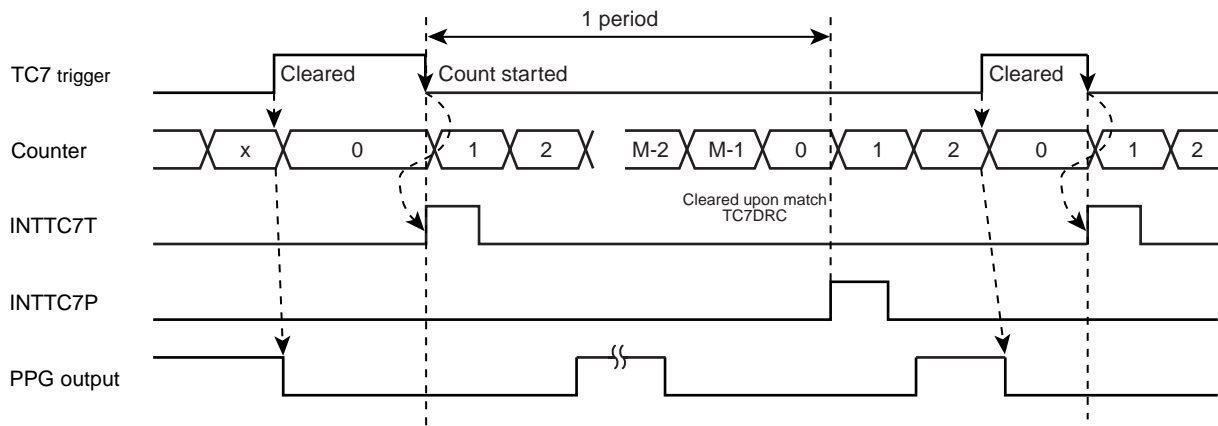 1 period
TC7 trigger
Cleared
Count started
Cleared
Counter
x
0
1
2
M-2
M-1
0
1
2
0
1
2
Cleared upon match
TC7DRC
INTTC7T
INTTC7P
PPG output